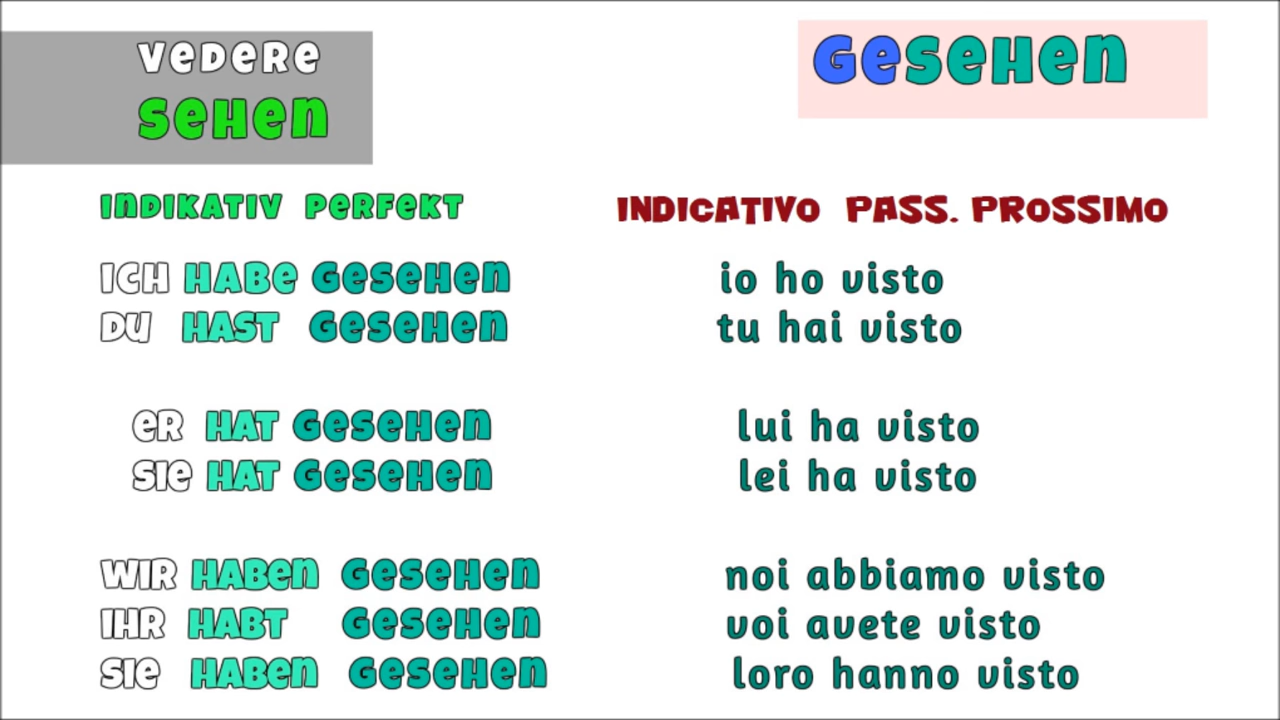 VEDERE
SEHEN
GESEHEN
INDIKATIV PERFEKT
INDICATIVO PASS. PROSSIMO
ICH HABE GESEHEN
io ho visto
DU HAST GESEHEN
tu hai visto
ER HAT GESEHEN
lui ha visto
SIE HAT GESEHEN
lei ha visto
WIR HABEN GESEHEN
noi abbiamo visto
IHR HABT GESEHEN
voi avete visto
SIE HABEN GESEHEN
loro hanno visto